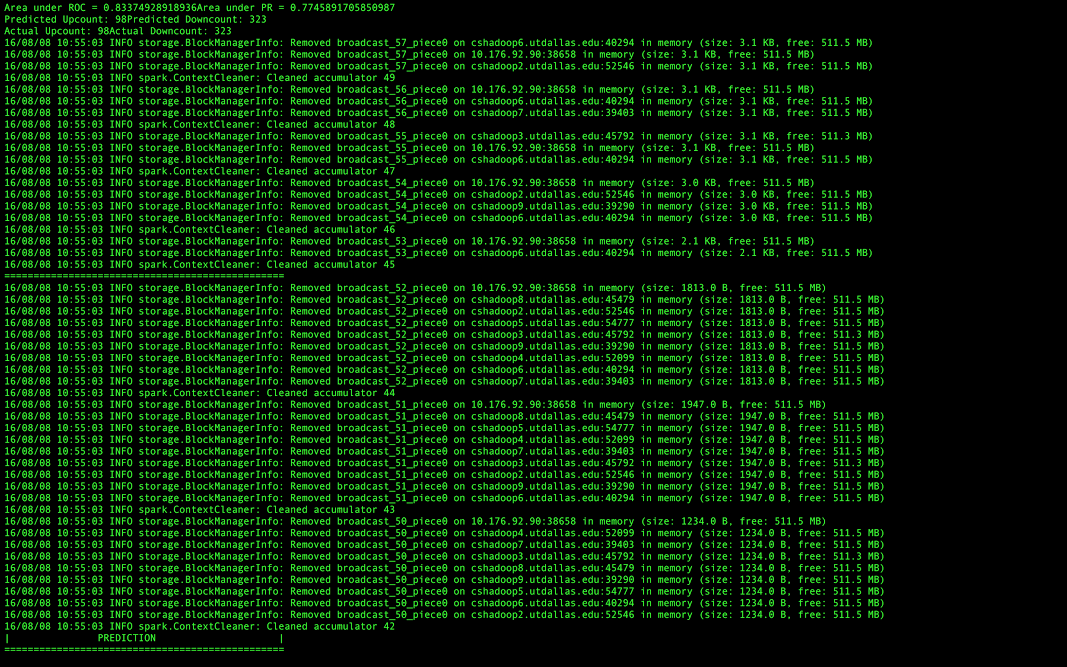 Area under ROC = 0.83374928918936Area under PR = 0.7745891705850987
Predicted Upcount: 98Predicted Downcount: 323
Actual Upcount: 98Actual Downcount: 323
16/08/08 10:55:03 INFO storage.BlockManagerInfo: Removed broadcast_57_piece0 on cshadoop6.utdallas.edu:40294 in memory (size: 3.1 KB, free: 511.5 MB)
16/08/08 10:55:03 INFO storage.BlockManagerInfo: Removed broadcast_57_piece0 on 10.176.92.90:38658 in memory (size: 3.1 KB, free: 511.5 MB)
16/08/08 10:55:03 INFO storage.BlockManagerInfo: Removed broadcast_57_piece0 on cshadoop2.utdallas.edu:52546 in memory (size: 3.1 KB, free: 511.5 MB)
16/08/08 10:55:03 INFO spark.ContextCleaner: Cleaned accumulator 49
16/08/08 10:55:03 INFO storage.BlockManagerInfo: Removed broadcast_56_piece0 on 10.176.92.90:38658 in memory (size: 3.1 KB, free: 511.5 MB)
16/08/08 10:55:03 INFO storage.BlockManagerInfo: Removed broadcast_56_piece0 on cshadoop6.utdallas.edu:40294 in memory (size: 3.1 KB, free: 511.5 MB)
16/08/08 10:55:03 INFO storage.BlockManagerInfo: Removed broadcast_56_piece0 on cshadoop7.utdallas.edu:39403 in memory (size: 3.1 KB, free: 511.5 MB)
16/08/08 10:55:03 INFO spark.ContextCleaner: Cleaned accumulator 48
16/08/08 10:55:03 INFO storage.BlockManagerInfo: Removed broadcast_55_piece0 on cshadoop3.utdallas.edu:45792 in memory (size: 3.1 KB, free: 511.3 MB)
16/08/08 10:55:03 INFO storage.BlockManagerInfo: Removed broadcast_55_piece0 on 10.176.92.90:38658 in memory (size: 3.1 KB, free: 511.5 MB)
16/08/08 10:55:03 INFO storage.BlockManagerInfo: Removed broadcast_55_piece0 on cshadoop6.utdallas.edu:40294 in memory (size: 3.1 KB, free: 511.5 MB)
16/08/08 10:55:03 INFO spark.ContextCleaner: Cleaned accumulator 47
16/08/08 10:55:03 INFO storage.BlockManagerInfo: Removed broadcast_54_piece0 on 10.176.92.90:38658 in memory (size: 3.0 KB, free: 511.5 MB)
16/08/08 10:55:03 INFO storage.BlockManagerInfo: Removed broadcast_54_piece0 on cshadoop2.utdallas.edu:52546 in memory (size: 3.0 KB, free: 511.5 MB)
16/08/08 10:55:03 INFO storage.BlockManagerInfo: Removed broadcast_54_piece0 on cshadoop9.utdallas.edu:39290 in memory (size: 3.0 KB, free: 511.5 MB)
16/08/08 10:55:03 INFO storage.BlockManagerInfo: Removed broadcast_54_piece0 on cshadoop6.utdallas.edu:40294 in memory (size: 3.0 KB, free: 511.5 MB)
16/08/08 10:55:03 INFO spark.ContextCleaner: Cleaned accumulator 46
16/08/08 10:55:03 INFO storage.BlockManagerInfo: Removed broadcast_53_piece0 on 10.176.92.90:38658 in memory (size: 2.1 KB, free: 511.5 MB)
16/08/08 10:55:03 INFO storage.BlockManagerInfo: Removed broadcast_53_piece0 on cshadoop6.utdallas.edu:40294 in memory (size: 2.1 KB, free: 511.5 MB)
16/08/08 10:55:03 INFO spark.ContextCleaner: Cleaned accumulator 45
================================================
16/08/08 10:55:03 INFO storage.BlockManagerInfo: Removed broadcast_52_piece0 on 10.176.92.90:38658 in memory (size: 1813.0 B, free: 511.5 MB)
16/08/08 10:55:03 INFO storage.BlockManagerInfo: Removed broadcast_52_piece0 on cshadoop8.utdallas.edu:45479 in memory (size: 1813.0 B, free: 511.5 MB)
16/08/08 10:55:03 INFO storage.BlockManagerInfo: Removed broadcast_52_piece0 on cshadoop2.utdallas.edu:52546 in memory (size: 1813.0 B, free: 511.5 MB)
16/08/08 10:55:03 INFO storage.BlockManagerInfo: Removed broadcast_52_piece0 on cshadoop5.utdallas.edu:54777 in memory (size: 1813.0 B, free: 511.5 MB)
16/08/08 10:55:03 INFO storage.BlockManagerInfo: Removed broadcast_52_piece0 on cshadoop3.utdallas.edu:45792 in memory (size: 1813.0 B, free: 511.3 MB)
16/08/08 10:55:03 INFO storage.BlockManagerInfo: Removed broadcast_52_piece0 on cshadoop9.utdallas.edu:39290 in memory (size: 1813.0 B, free: 511.5 MB)
16/08/08 10:55:03 INFO storage.BlockManagerInfo: Removed broadcast_52_piece0 on cshadoop4.utdallas.edu:52099 in memory (size: 1813.0 B, free: 511.5 MB)
16/08/08 10:55:03 INFO storage.BlockManagerInfo: Removed broadcast_52_piece0 on cshadoop6.utdallas.edu:40294 in memory (size: 1813.0 B, free: 511.5 MB)
16/08/08 10:55:03 INFO storage.BlockManagerInfo: Removed broadcast_52_piece0 on cshadoop7.utdallas.edu:39403 in memory (size: 1813.0 B, free: 511.5 MB)
16/08/08 10:55:03 INFO spark.ContextCleaner: Cleaned accumulator 44
16/08/08 10:55:03 INFO storage.BlockManagerInfo: Removed broadcast_51_piece0 on 10.176.92.90:38658 in memory (size: 1947.0 B, free: 511.5 MB)
16/08/08 10:55:03 INFO storage.BlockManagerInfo: Removed broadcast_51_piece0 on cshadoop8.utdallas.edu:45479 in memory (size: 1947.0 B, free: 511.5 MB)
16/08/08 10:55:03 INFO storage.BlockManagerInfo: Removed broadcast_51_piece0 on cshadoop5.utdallas.edu:54777 in memory (size: 1947.0 B, free: 511.5 MB)
16/08/08 10:55:03 INFO storage.BlockManagerInfo: Removed broadcast_51_piece0 on cshadoop4.utdallas.edu:52099 in memory (size: 1947.0 B, free: 511.5 MB)
16/08/08 10:55:03 INFO storage.BlockManagerInfo: Removed broadcast_51_piece0 on cshadoop7.utdallas.edu:39403 in memory (size: 1947.0 B, free: 511.5 MB)
16/08/08 10:55:03 INFO storage.BlockManagerInfo: Removed broadcast_51_piece0 on cshadoop3.utdallas.edu:45792 in memory (size: 1947.0 B, free: 511.3 MB)
16/08/08 10:55:03 INFO storage.BlockManagerInfo: Removed broadcast_51_piece0 on cshadoop2.utdallas.edu:52546 in memory (size: 1947.0 B, free: 511.5 MB)
16/08/08 10:55:03 INFO storage.BlockManagerInfo: Removed broadcast_51_piece0 on cshadoop9.utdallas.edu:39290 in memory (size: 1947.0 B, free: 511.5 MB)
16/08/08 10:55:03 INFO storage.BlockManagerInfo: Removed broadcast_51_piece0 on cshadoop6.utdallas.edu:40294 in memory (size: 1947.0 B, free: 511.5 MB)
16/08/08 10:55:03 INFO spark.ContextCleaner: Cleaned accumulator 43
16/08/08 10:55:03 INFO storage.BlockManagerInfo: Removed broadcast_50_piece0 on 10.176.92.90:38658 in memory (size: 1234.0 B, free: 511.5 MB)
16/08/08 10:55:03 INFO storage.BlockManagerInfo: Removed broadcast_50_piece0 on cshadoop4.utdallas.edu:52099 in memory (size: 1234.0 B, free: 511.5 MB)
16/08/08 10:55:03 INFO storage.BlockManagerInfo: Removed broadcast_50_piece0 on cshadoop7.utdallas.edu:39403 in memory (size: 1234.0 B, free: 511.5 MB)
16/08/08 10:55:03 INFO storage.BlockManagerInfo: Removed broadcast_50_piece0 on cshadoop3.utdallas.edu:45792 in memory (size: 1234.0 B, free: 511.3 MB)
16/08/08 10:55:03 INFO storage.BlockManagerInfo: Removed broadcast_50_piece0 on cshadoop8.utdallas.edu:45479 in memory (size: 1234.0 B, free: 511.5 MB)
16/08/08 10:55:03 INFO storage.BlockManagerInfo: Removed broadcast_50_piece0 on cshadoop9.utdallas.edu:39290 in memory (size: 1234.0 B, free: 511.5 MB)
16/08/08 10:55:03 INFO storage.BlockManagerInfo: Removed broadcast_50_piece0 on cshadoop5.utdallas.edu:54777 in memory (size: 1234.0 B, free: 511.5 MB)
16/08/08 10:55:03 INFO storage.BlockManagerInfo: Removed broadcast_50_piece0 on cshadoop6.utdallas.edu:40294 in memory (size: 1234.0 B, free: 511.5 MB)
16/08/08 10:55:03 INFO storage.BlockManagerInfo: Removed broadcast_50_piece0 on cshadoop2.utdallas.edu:52546 in memory (size: 1234.0 B, free: 511.5 MB)
16/08/08 10:55:03 INFO spark.ContextCleaner: Cleaned accumulator 42
|               PREDICTION                     |
================================================